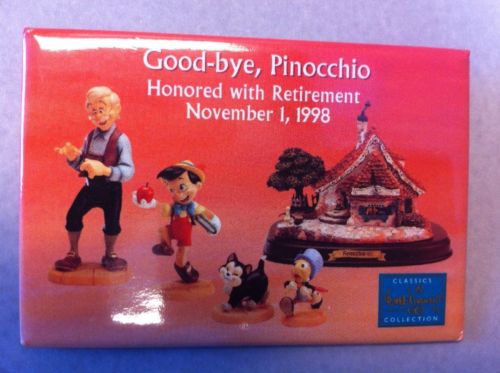 Good-bye, Pinocchio
Honored with Retirement
November 1, 1998
CLASSICS
COLLECTION